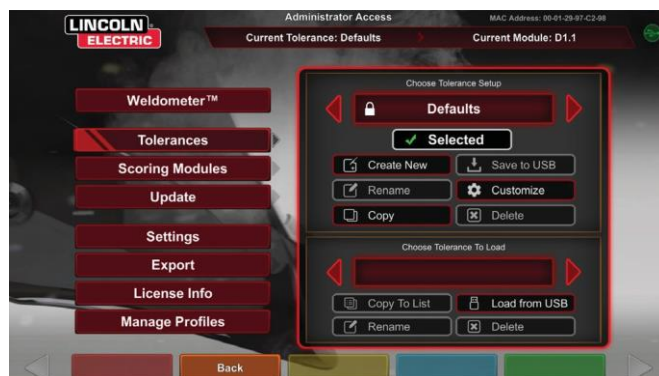 LINCOLN
ELECTRIC
Administrator Access
MAC Address: 00-01-29-97-C2-98
Current Tolerance: Defaults
Current Module: D1.1
Weldometer™
Tolerances
Scoring Modules
Update
Settings
Export
License Info
Manage Profiles
Choose Tolerance Setup
Defaults
Selected
Create New
Save to USB
Rename
Customize
Copy
Delete
Choose Tolerance To Load
Copy To List
Load from USB
Rename
Delete
Back